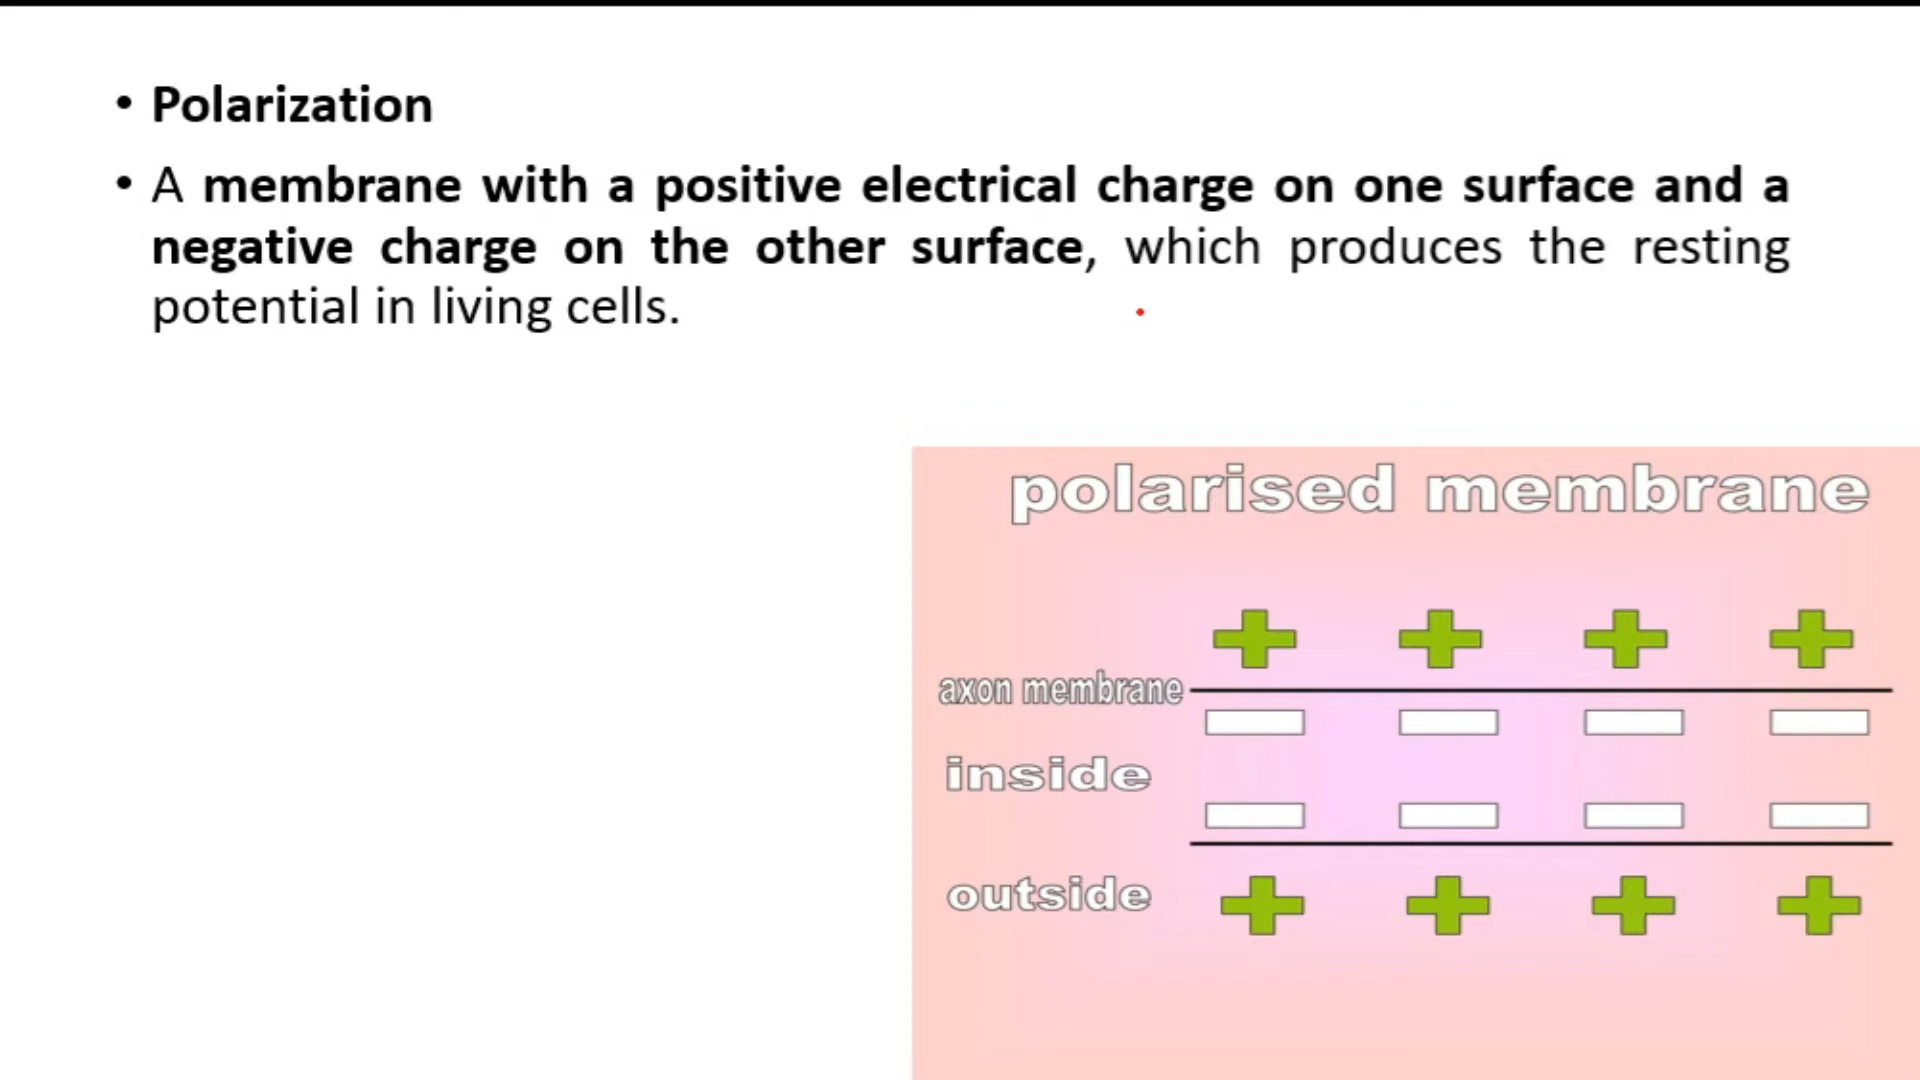 • Polarization
• A membrane with a positive electrical charge on one surface and a
negative charge on the other surface, which produces the resting
potential in living cells.
polarised membrane
axon membrane
inside
outside